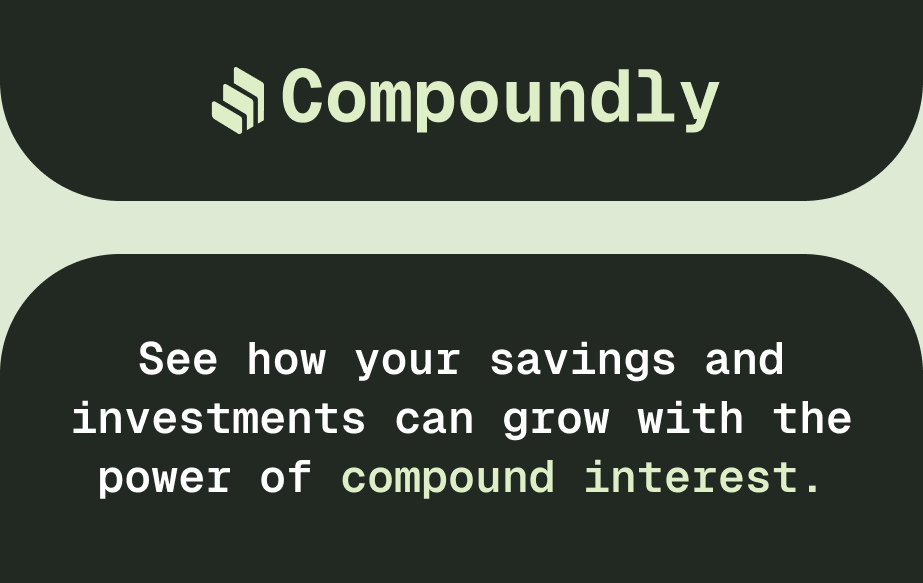 Compoundly
See how your savings and
investments can grow with the
power of compound interest.